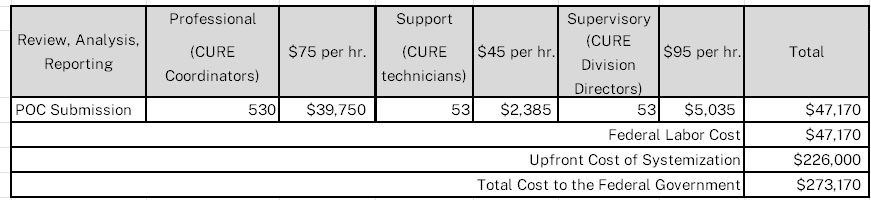 Review, Analysis,
Reporting
Professional
(CURE
Coordinators)
$75 per hr.
Support
(CURE
technicians)
$45 per hr.
Supervisory
(CURE
Division
Directors)
$95 per hr.
Total
POC Submission 530 $39,750 53 $2,385 53 $5,035 $47,170
Federal Labor Cost $47,170
Upfront Cost of Systemization $226,000
Total Cost to the Federal Government $273,170